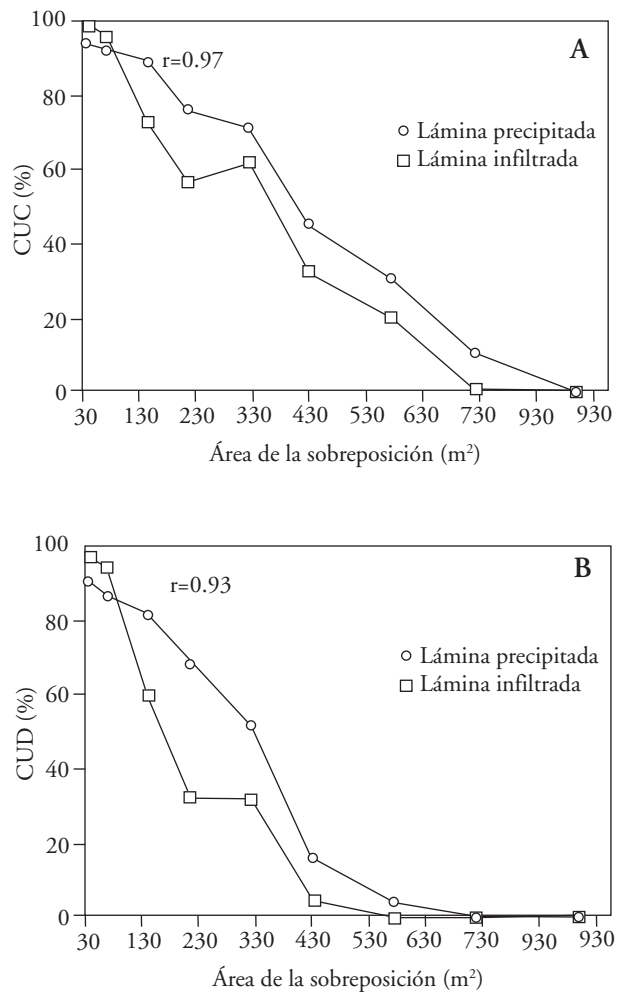 100
80
60
40
20
0
CUC (%)
A
r=0.97
Lámina precipitada
Lámina infiltrada
30 130 230 330 430 530 630 730 930 930
Área de la sobreposición (m²)
100
80
60
40
20
0
CUD (%)
B
r=0.93
Lámina precipitada
Lámina infiltrada
30 130 230 330 430 530 630 730 930 930
Área de la sobreposición (m²)